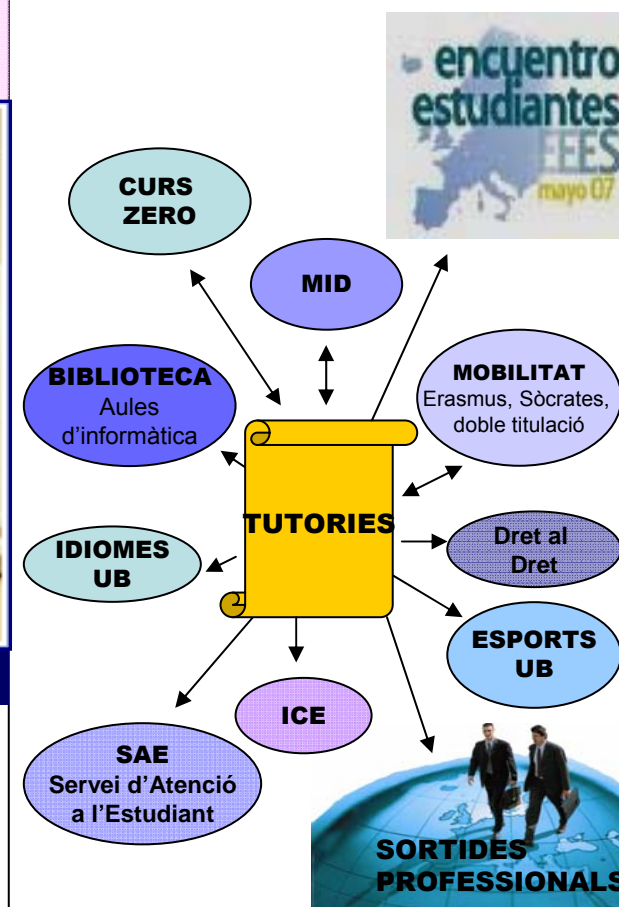 encuentro
estudiantes
EEES
mayo 07
CURS
ZERO
MID
BIBLIOTECA
Aules
d’informàtica
MOBILITAT
Erasmus, Sòcrates,
doble titulació
TUTORIES
IDIOMES
UB
Dret al
Dret
ESPORTS
UB
ICE
SAE
Servei d’Atenció
a l’Estudiant
SORTIDES
PROFESSIONALS